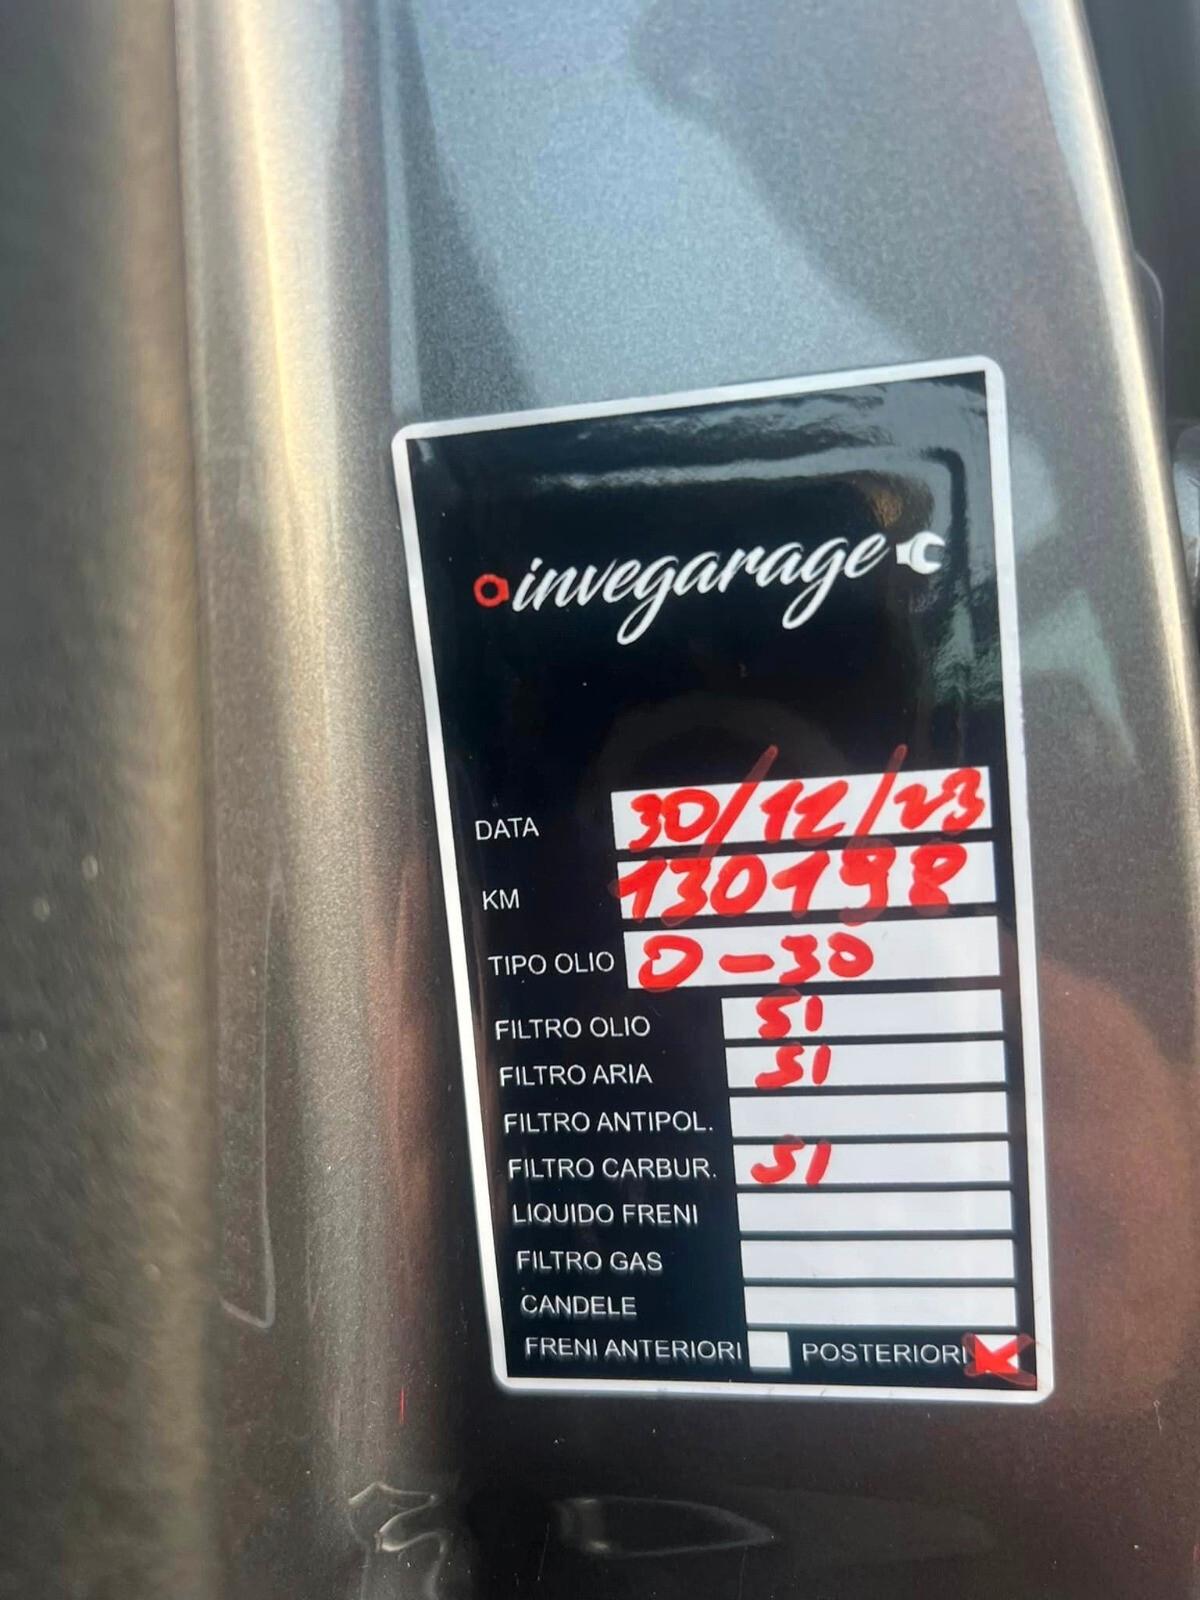 invegarage
DATA 30/12/23
KM 130198
TIPO OLIO 0-30
FILTRO OLIO SI
FILTRO ARIA SI
FILTRO ANTIPOL.
FILTRO CARBUR. SI
LIQUIDO FRENI
FILTRO GAS
CANDELE
FRENI ANTERIORI POSTERIORI X